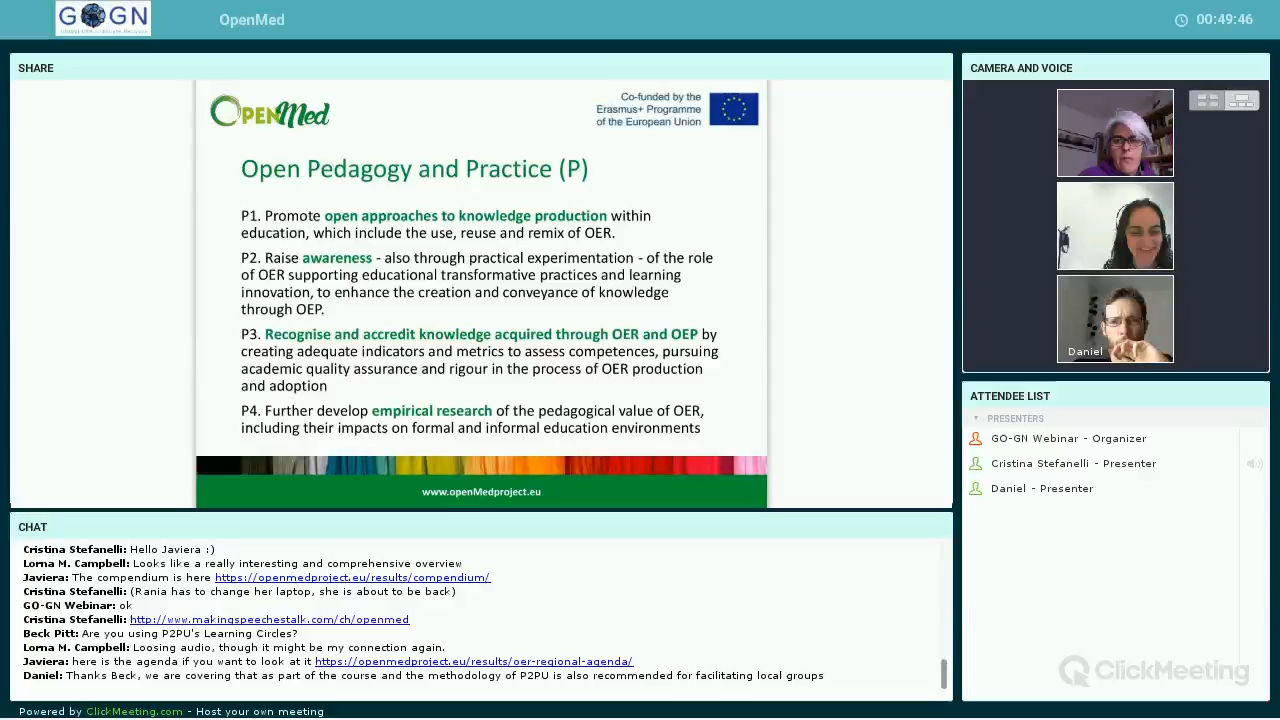 GO GN
OpenMed
00:49:46
SHARE
OPENMed
Co-funded by the
Erasmus+ Programme
of the European Union
Open Pedagogy and Practice (P)
P1. Promote open approaches to knowledge production within
education, which include the use, reuse and remix of OER.
P2. Raise awareness - also through practical experimentation - of the role
of OER supporting educational transformative practices and learning
innovation, to enhance the creation and conveyance of knowledge
through OEP.
P3. Recognise and accredit knowledge acquired through OER and OEP by
creating adequate indicators and metrics to assess competences, pursuing
academic quality assurance and rigour in the process of OER production
and adoption
P4. Further develop empirical research of the pedagogical value of OER,
including their impacts on formal and informal education environments
www.openMedproject.eu
CAMERA AND VOICE
Daniel
ATTENDEE LIST
PRESENTERS
GO-GN Webinar - Organizer
Cristina Stefanelli - Presenter
Daniel - Presenter
CHAT
Cristina Stefanelli: Hello Javiera :)
Lorna M. Campbell: Looks like a really interesting and comprehensive overview
Javiera: The compendium is here https://openmedproject.eu/results/compendium/
Cristina Stefanelli: (Rania has to change her laptop, she is about to be back)
GO-GN Webinar: ok
Cristina Stefanelli: http://www.makingspeechestalk.com/ch/openmed
Beck Pitt: Are you using P2PU's Learning Circles?
Lorna M. Campbell: Loosing audio, though it might be my connection again.
Javiera: here is the agenda if you want to look at it https://openmedproject.eu/results/oer-regional-agenda/
Daniel: Thanks Beck, we are covering that as part of the course and the methodology of P2PU is also recommended for facilitating local groups
ClickMeeting
Powered by ClickMeeting.com - Host your own meeting